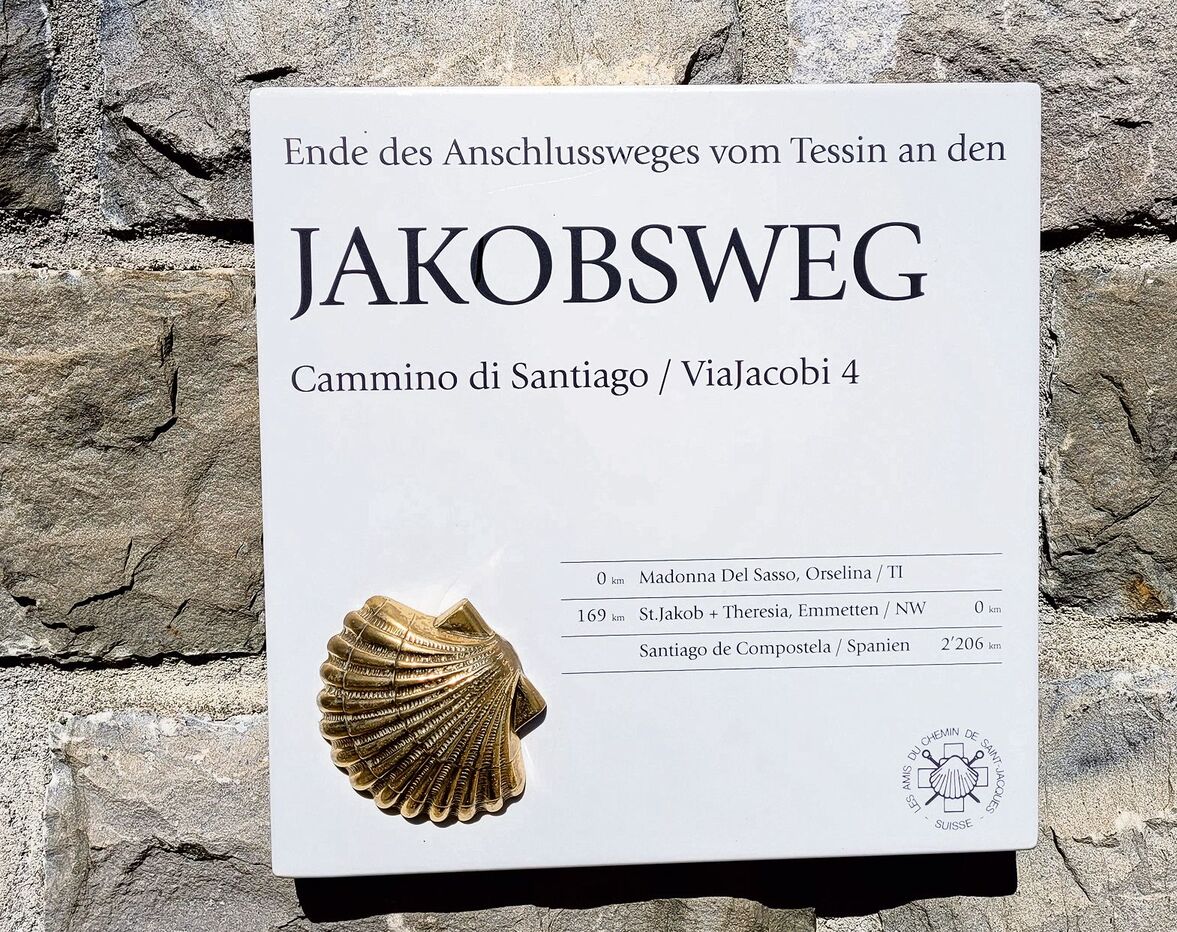 Ende des Anschlussweges vom Tessin an den
JAKOBSWEG
Cammino di Santiago / ViaJacobi 4
0 km Madonna Del Sasso, Orselina / TI
169 km St.Jakob + Theresia, Emmetten / NW 0 km
Santiago de Compostela / Spanien 2’206 km
LES AMIS DU CHEMIN DE SAINT-JACQUES
- SUISSE -